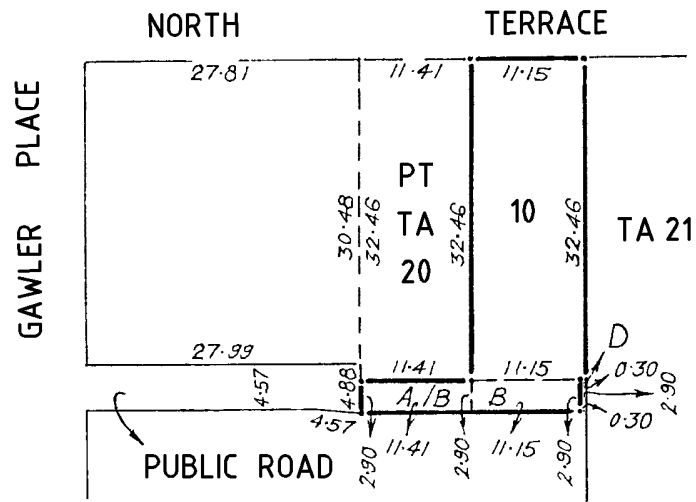 NORTH TERRACE
27·81 11·41 11·15
GAWLER PLACE
PT
TA
20
10
TA 21
30·48
32·46
32·46
32·46
27·99
11·41 11·15
D
0·30
2·90
0·30
4·57
4·88
A/B B
4·57
2·90 11·41 2·90 11·15 2·90
PUBLIC ROAD